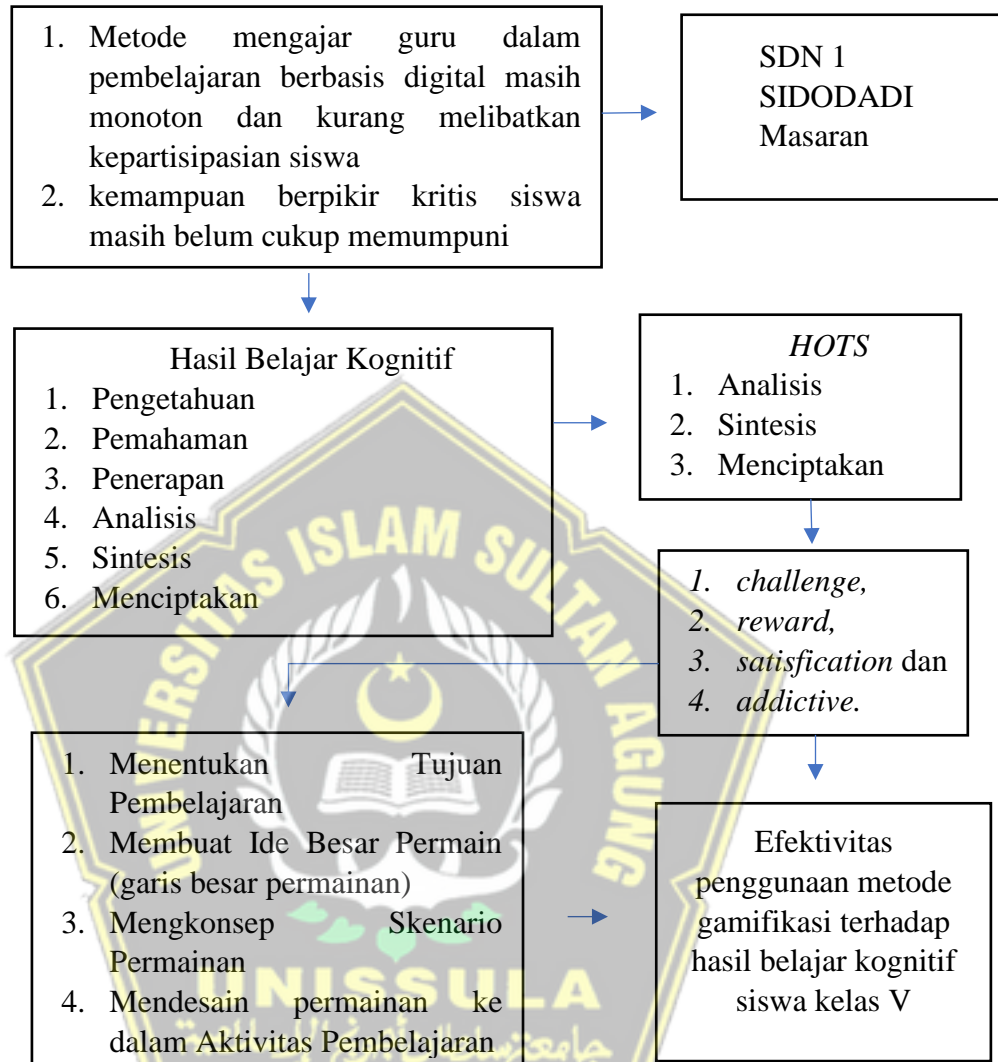 1. Metode mengajar guru dalam
pembelajaran berbasis digital masih
monoton dan kurang melibatkan
kepartisipasian siswa
2. kemampuan berpikir kritis siswa
masih belum cukup memumpuni
SDN 1
SIDODADI
Masaran
Hasil Belajar Kognitif
1. Pengetahuan
2. Pemahaman
3. Penerapan
4. Analisis
5. Sintesis
6. Menciptakan
HOTS
1. Analisis
2. Sintesis
3. Menciptakan
1. challenge,
2. reward,
3. satisfication dan
4. addictive.
1. Menentukan Tujuan
Pembelajaran
2. Membuat Ide Besar Permain
(garis besar permainan)
3. Mengkonsep Skenario
Permainan
4. Mendesain permainan ke
dalam Aktivitas Pembelajaran
Efektivitas
penggunaan metode
gamifikasi terhadap
hasil belajar kognitif
siswa kelas V
UNIVERSITAS ISLAM SULTAN AGUNG
UNISSULA